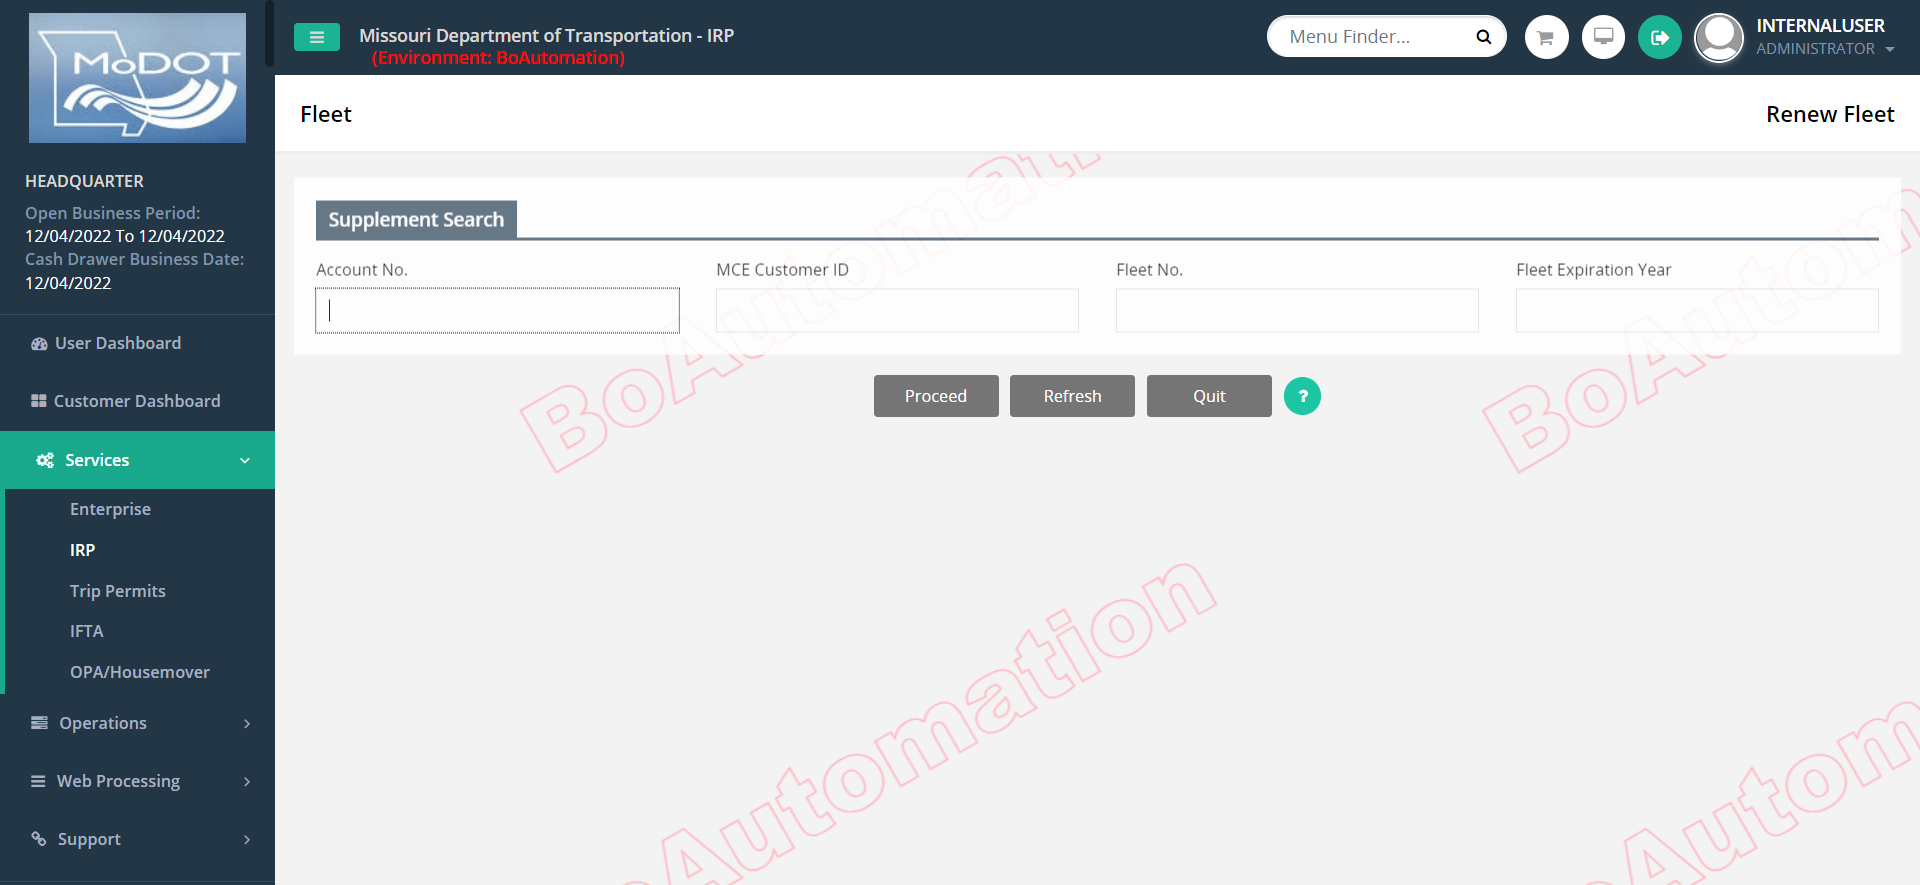 MoDOT
Missouri Department of Transportation - IRP
(Environment: BoAutomation)
Menu Finder...
INTERNALUSER
ADMINISTRATOR
HEADQUARTER
Open Business Period:
12/04/2022 To 12/04/2022
Cash Drawer Business Date:
12/04/2022
User Dashboard
Customer Dashboard
Services
Enterprise
IRP
Trip Permits
IFTA
OPA/Housemover
Operations
Web Processing
Support
Fleet
Renew Fleet
Supplement Search
Account No.
MCE Customer ID
Fleet No.
Fleet Expiration Year
Proceed
Refresh
Quit
?
BoAutomati
BoAutom
BoAutomation
Autom